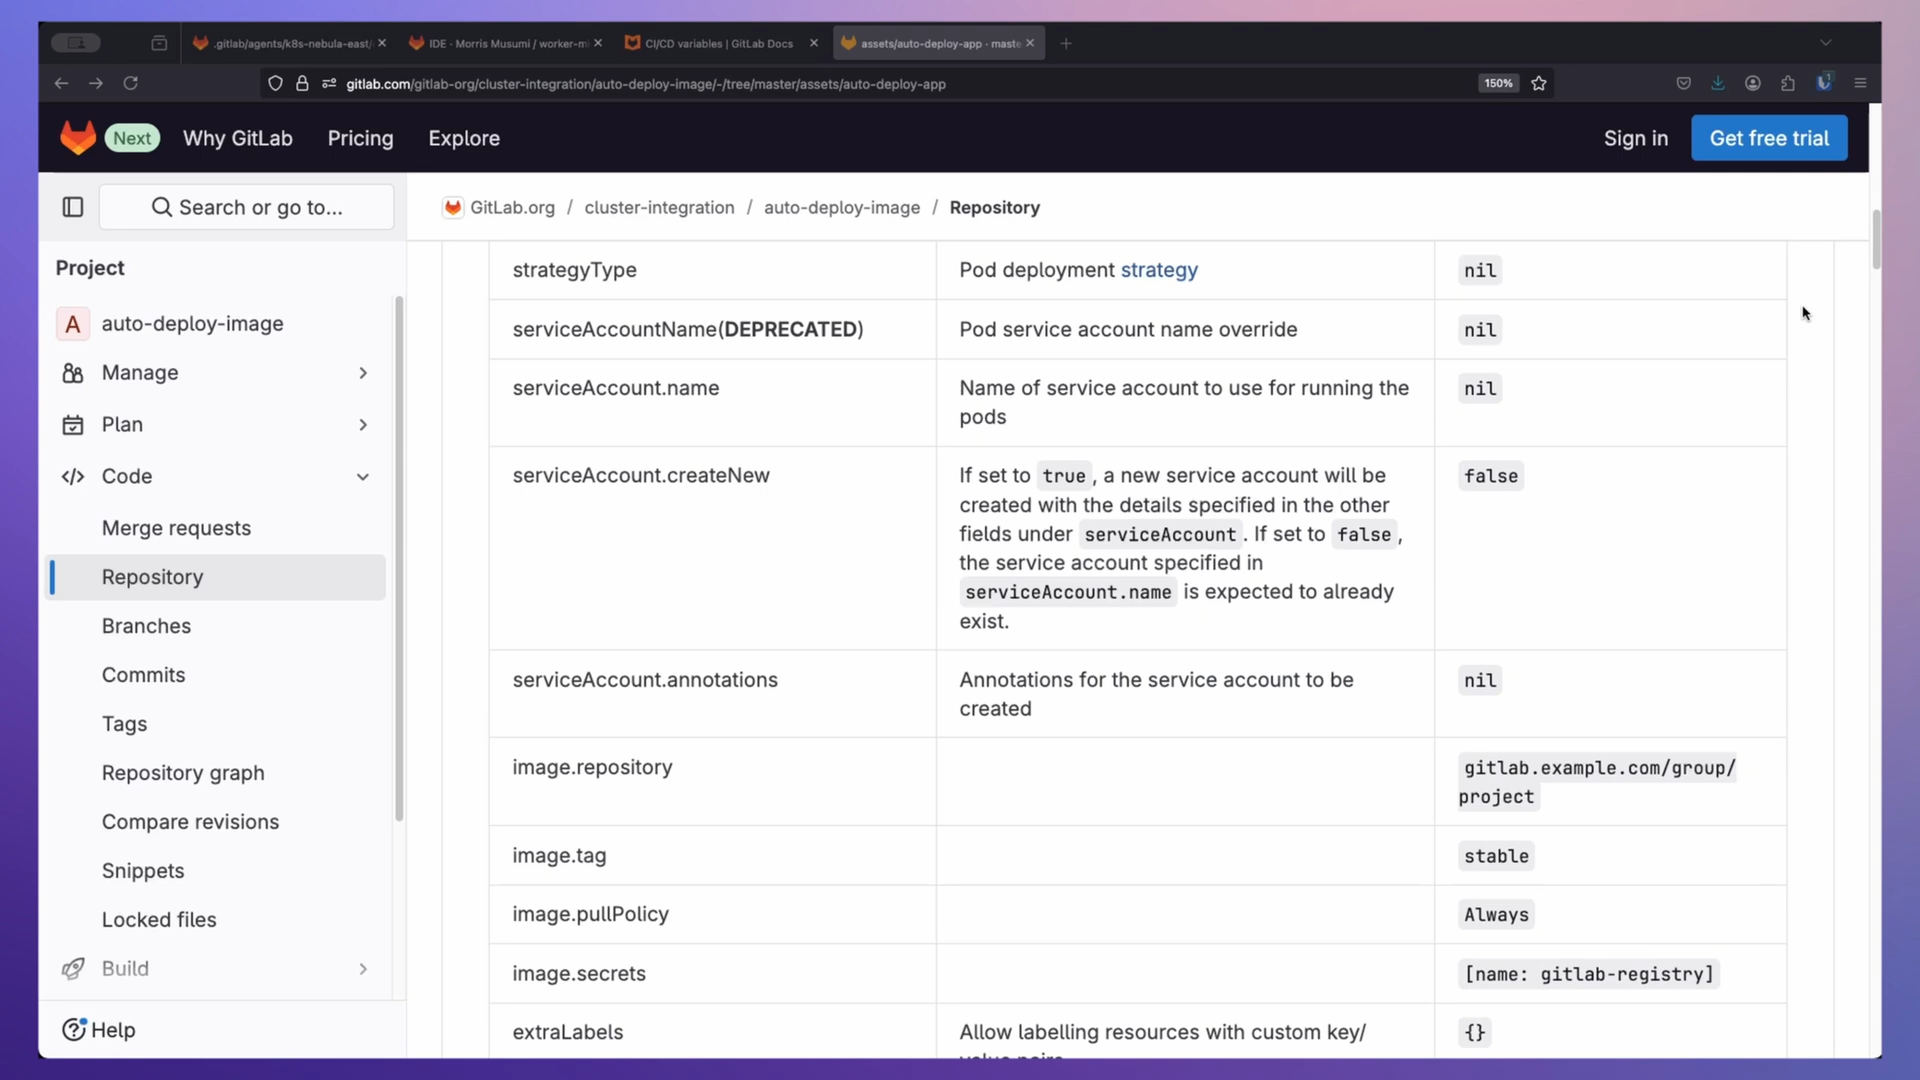 .gitlab/agents/k8s-nebula-east/
IDE - Morris Musumi / worker-m
CI/CD variables | GitLab Docs
assets/auto-deploy-app · maste
gitlab.com/gitlab-org/cluster-integration/auto-deploy-image/-/tree/master/assets/auto-deploy-app
150%
1
Next
Why GitLab
Pricing
Explore
Sign in
Get free trial
Search or go to...
GitLab.org / cluster-integration / auto-deploy-image / Repository
Project
A auto-deploy-image
Manage
Plan
Code
Merge requests
Repository
Branches
Commits
Tags
Repository graph
Compare revisions
Snippets
Locked files
Build
Help
strategyType
Pod deployment strategy
nil
serviceAccountName(DEPRECATED)
Pod service account name override
nil
serviceAccount.name
Name of service account to use for running the
pods
nil
serviceAccount.createNew
If set to true, a new service account will be
created with the details specified in the other
fields under serviceAccount. If set to false,
the service account specified in
serviceAccount.name is expected to already
exist.
false
serviceAccount.annotations
Annotations for the service account to be
created
nil
image.repository
gitlab.example.com/group/
project
image.tag
stable
image.pullPolicy
Always
image.secrets
[name: gitlab-registry]
extraLabels
Allow labelling resources with custom key/
{}